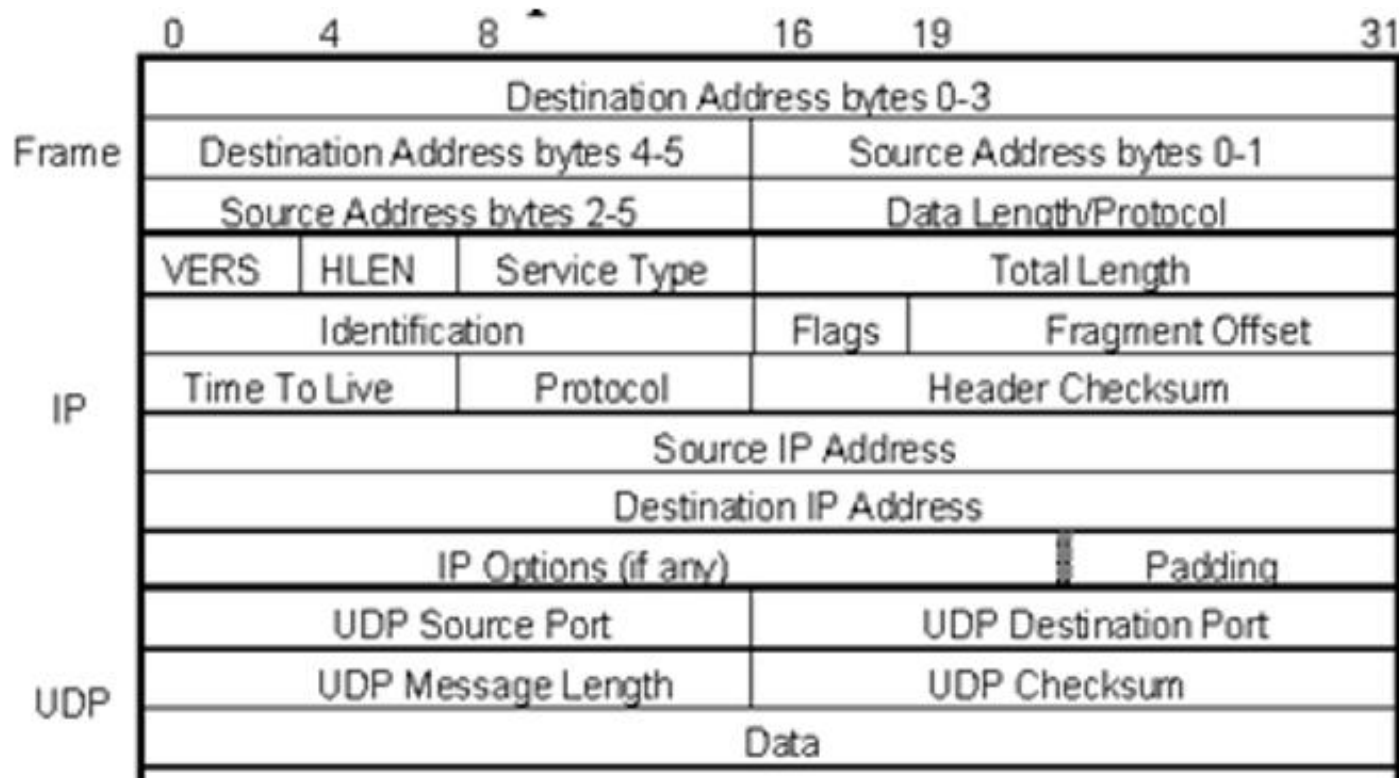 0 4 8 16 19 31
Destination Address bytes 0-3
Frame Destination Address bytes 4-5 Source Address bytes 0-1
Source Address bytes 2-5 Data Length/Protocol
VERS HLEN Service Type Total Length
Identification Flags Fragment Offset
Time To Live Protocol Header Checksum
IP
Source IP Address
Destination IP Address
IP Options (if any) Padding
UDP Source Port UDP Destination Port
UDP Message Length UDP Checksum
UDP
Data